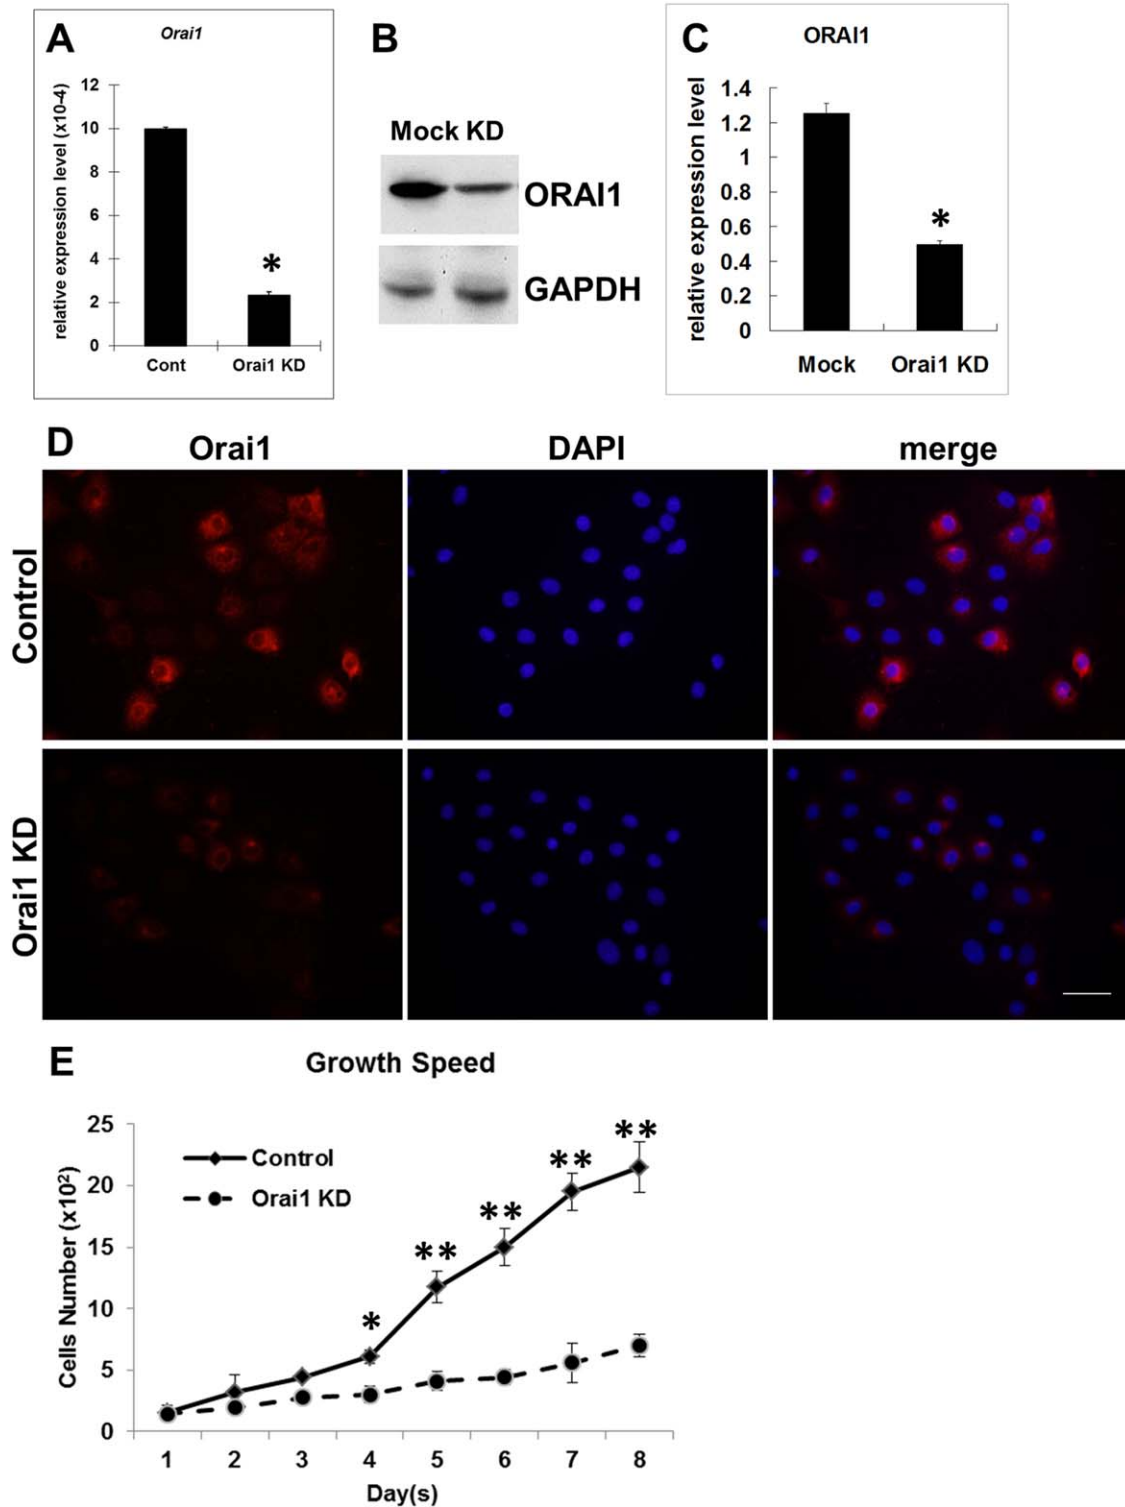 A
Orai1
relative expression level (x10-4)
12
10
8
6
4
2
0
*
Cont Orai1 KD
B
Mock KD
ORAI1
GAPDH
C
ORAI1
relative expression level
1.4
1.2
1
0.8
0.6
0.4
0.2
0
*
Mock Orai1 KD
D
Orai1 DAPI merge
Control
Orai1 KD
E
Growth Speed
Cells Number (x10²)
25
20
15
10
5
0
Control
Orai1 KD
* ** ** ** **
1 2 3 4 5 6 7 8
Day(s)